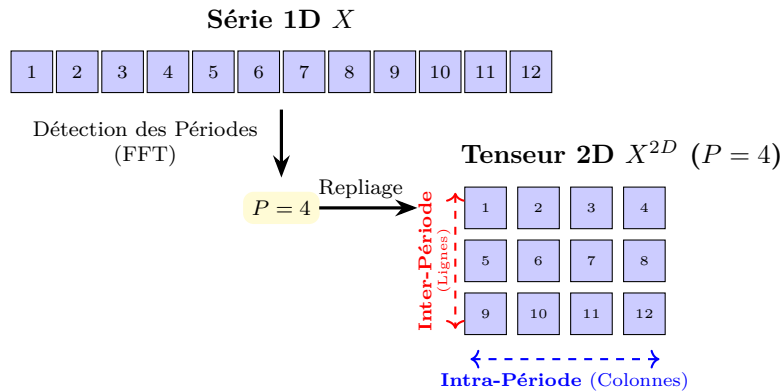 Série 1D X
1 2 3 4 5 6 7 8 9 10 11 12
Détection des Périodes
(FFT)
Tenseur 2D X^{2D} (P = 4)
P = 4
Repliage
Inter-Période
(Lignes)
1 2 3 4
5 6 7 8
9 10 11 12
Intra-Période (Colonnes)